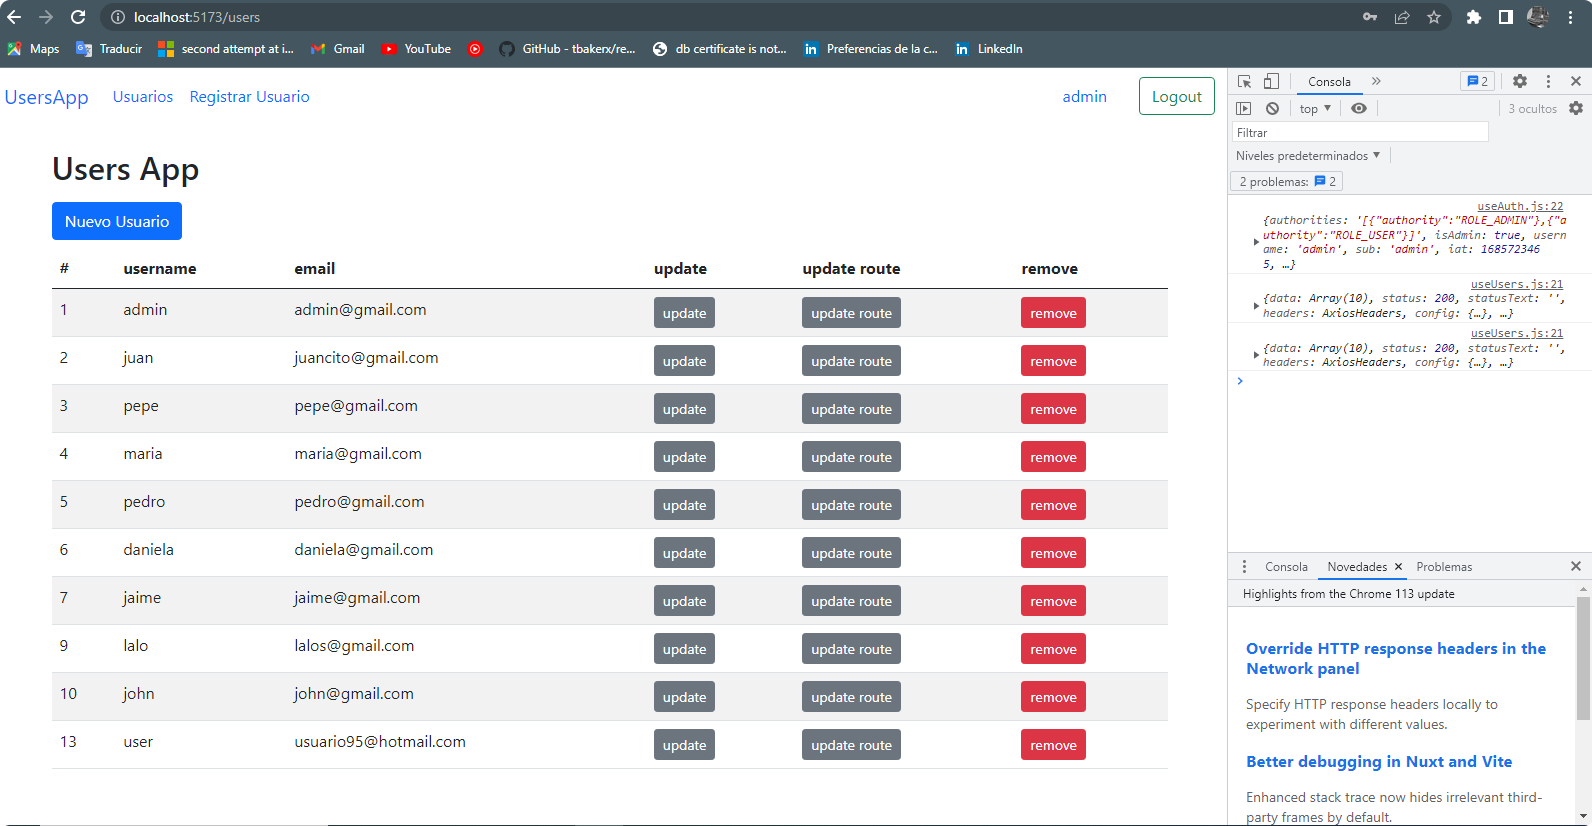 localhost:5173/users
Maps Traducir second attempt at i... Gmail YouTube GitHub - tbakerx/re... db certificate is not... Preferencias de la c... LinkedIn
UsersApp Usuarios Registrar Usuario admin Logout
Users App
Nuevo Usuario
# username email update update route remove
1 admin admin@gmail.com update update route remove
2 juan juancito@gmail.com update update route remove
3 pepe pepe@gmail.com update update route remove
4 maria maria@gmail.com update update route remove
5 pedro pedro@gmail.com update update route remove
6 daniela daniela@gmail.com update update route remove
7 jaime jaime@gmail.com update update route remove
9 lalo lalos@gmail.com update update route remove
10 john john@gmail.com update update route remove
13 user usuario95@hotmail.com update update route remove
Consola 2
top 3 ocultos
Filtrar
Niveles predeterminados
2 problemas: 2
useAuth.js:22
{authorities: '[{"authority":"ROLE_ADMIN"},{"a
uthority":"ROLE_USER"}]', isAdmin: true, usern
ame: 'admin', sub: 'admin', iat: 168572346
5, …}
useUsers.js:21
{data: Array(10), status: 200, statusText: '',
headers: AxiosHeaders, config: {…}, …}
useUsers.js:21
{data: Array(10), status: 200, statusText: '',
headers: AxiosHeaders, config: {…}, …}
Consola Novedades Problemas
Highlights from the Chrome 113 update
Override HTTP response headers in the
Network panel
Specify HTTP response headers locally to
experiment with different values.
Better debugging in Nuxt and Vite
Enhanced stack trace now hides irrelevant third-
party frames by default.